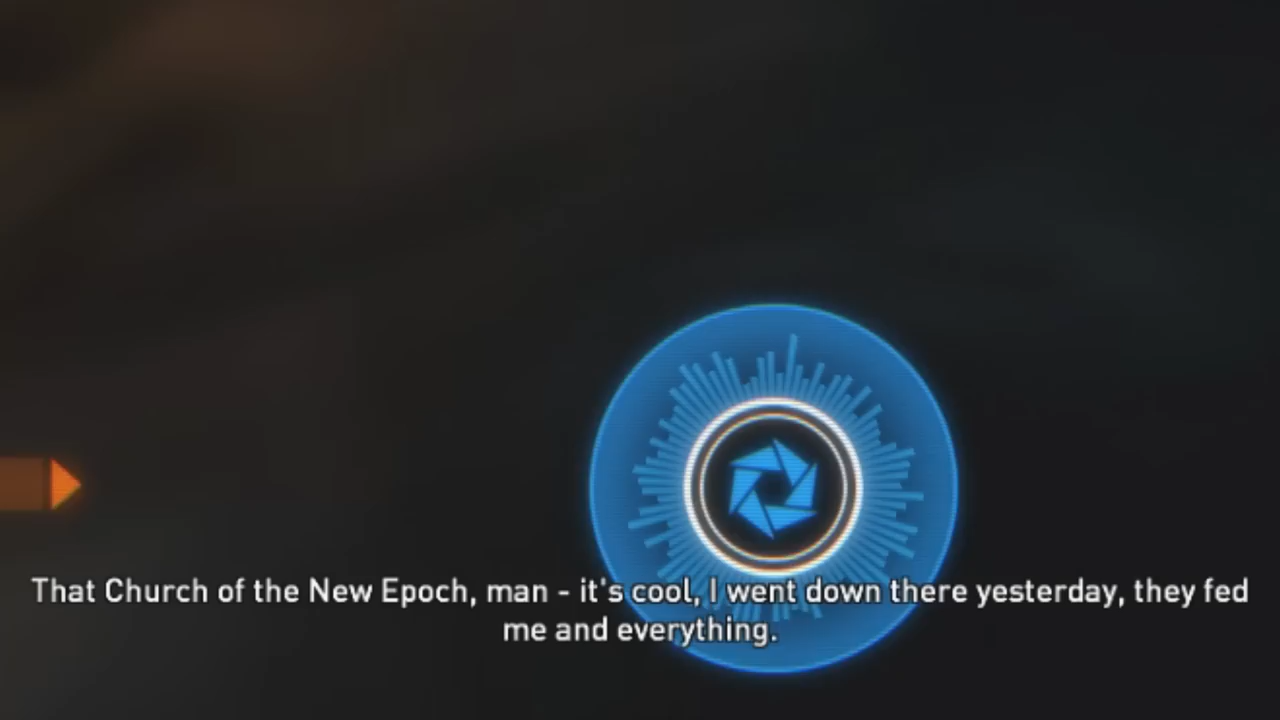 That Church of the New Epoch, man - it's cool, I went down there yesterday, they fed
me and everything.